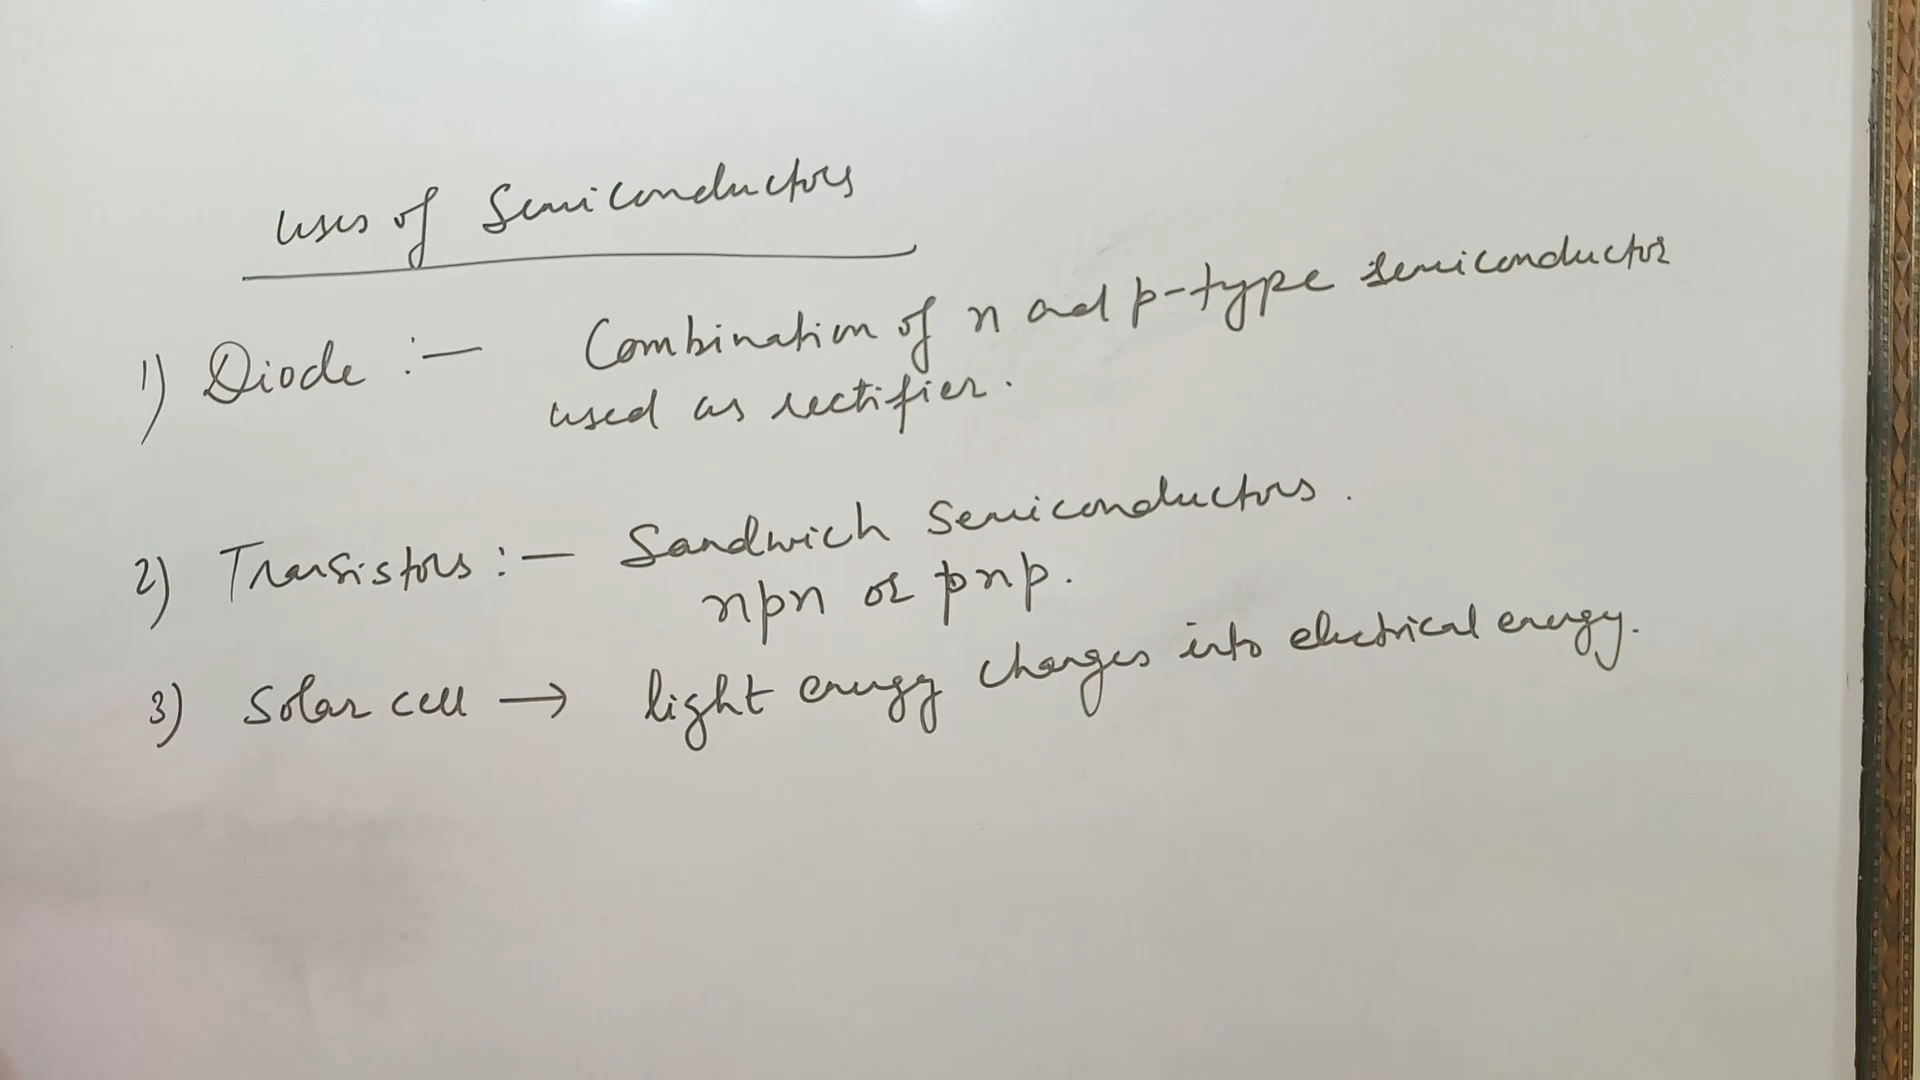 uses of Semiconductors
1) Diode :- Combination of n and p-type semiconductor
used as rectifier.
2) Transistors :- Sandwich Semiconductors.
npn or pnp.
3) Solar cell → light energy changes into electrical energy.